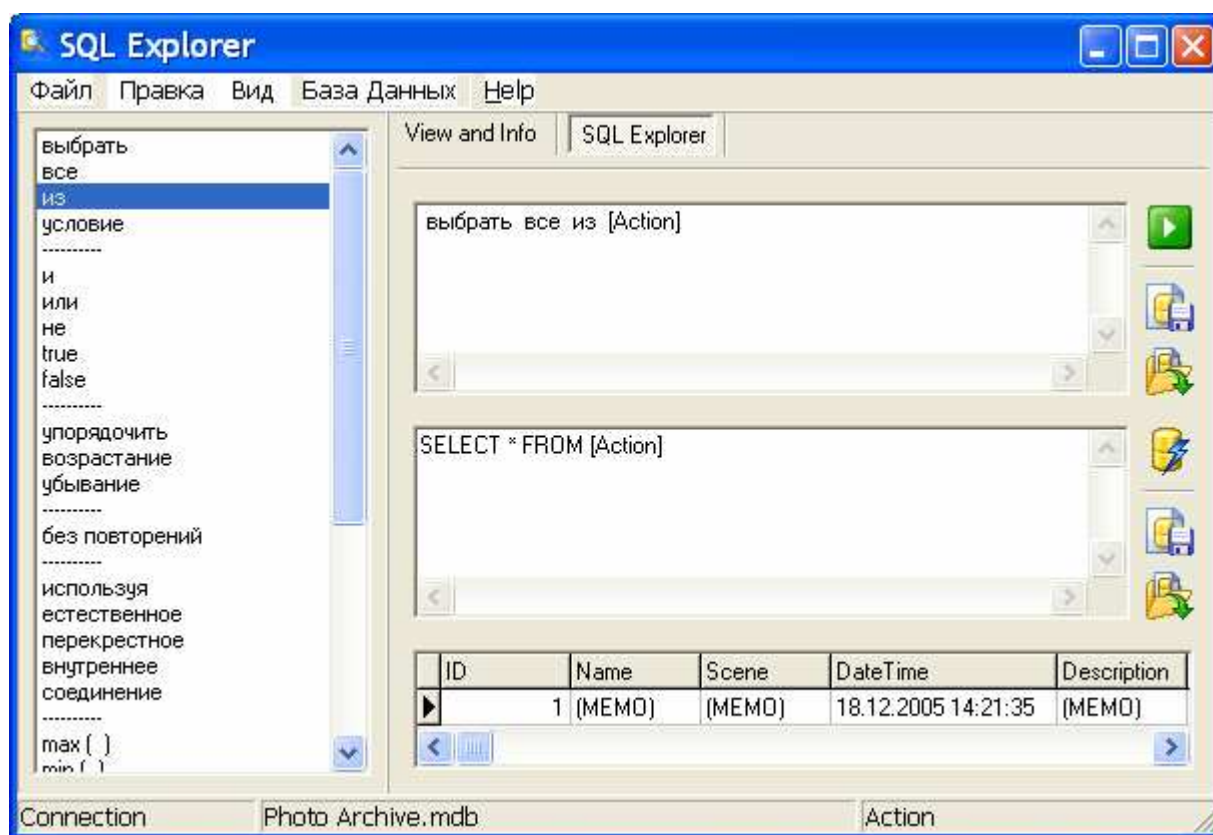 SQL Explorer
Файл Правка Вид База Данных Help
выбрать
все
из
условие
----------
и
или
не
true
false
----------
упорядочить
возрастание
убывание
----------
без повторений
----------
используя
естественное
перекрестное
внутреннее
соединение
----------
max ( )
min ( )
View and Info SQL Explorer
выбрать все из [Action]
SELECT * FROM [Action]
ID Name Scene DateTime Description
1 (MEMO) (MEMO) 18.12.2005 14:21:35 (MEMO)
Connection Photo Archive.mdb Action